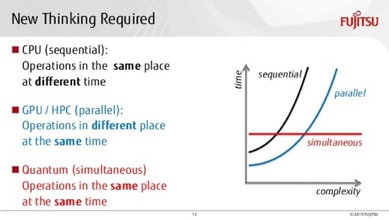 New Thinking Required
FUJITSU
CPU (sequential):
Operations in the same place
at different time
GPU / HPC (parallel):
Operations in different place
at the same time
Quantum (simultaneous)
Operations in the same place
at the same time
time
sequential
parallel
simultaneous
complexity
13
© 2019 FUJITSU